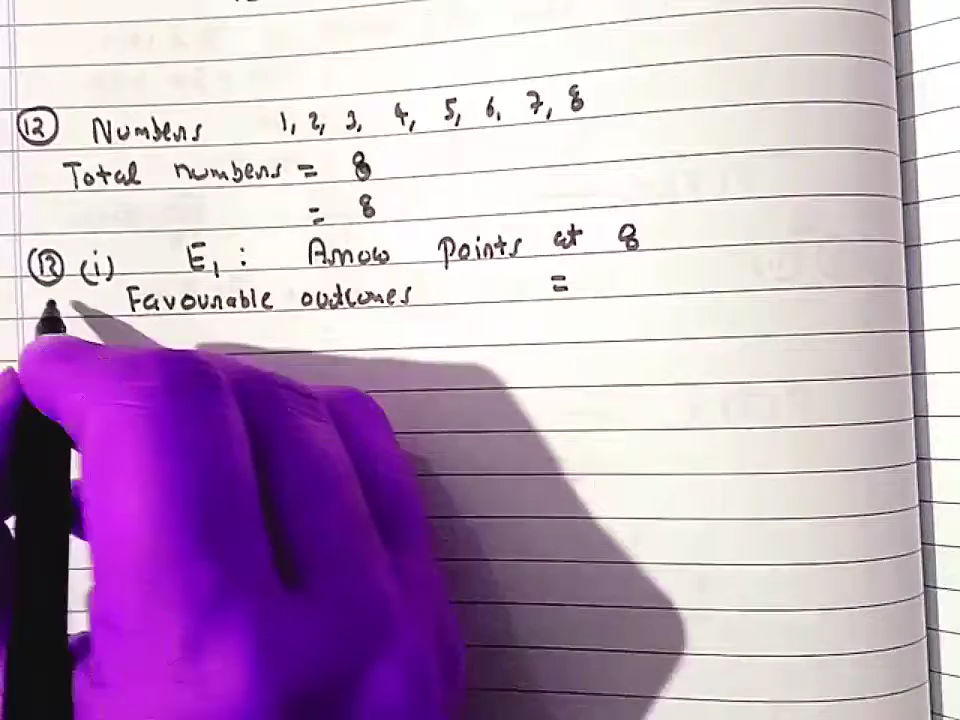 12 Numbers 1, 2, 3, 4, 5, 6, 7, 8
Total numbers = 8
= 8
12 (i) E1 : Arrow Points at 8
Favourable outcomes =